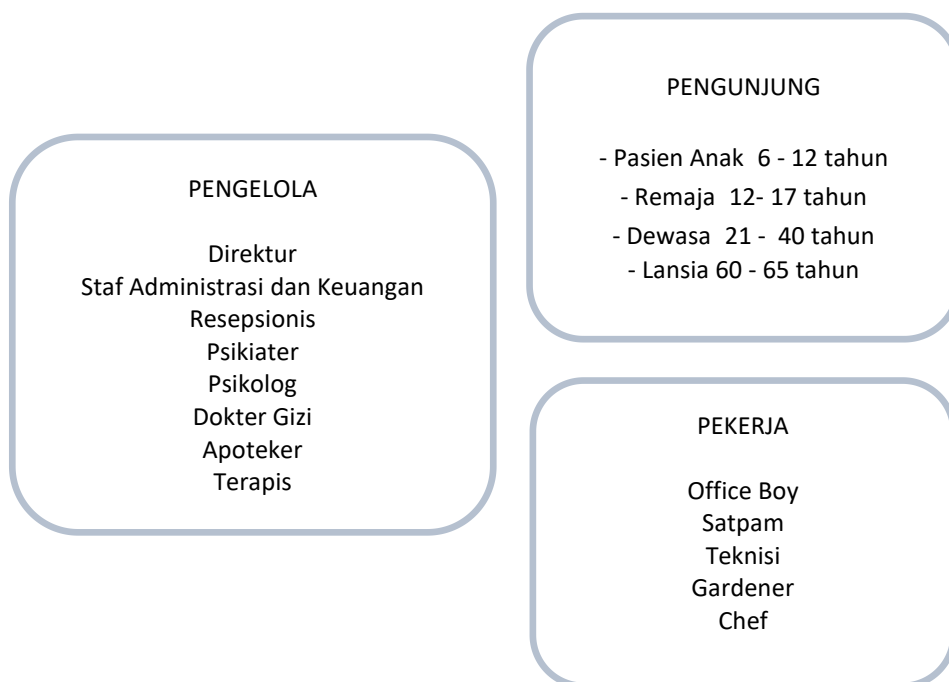 PENGELOLA
Direktur
Staf Administrasi dan Keuangan
Resepsionis
Psikiater
Psikolog
Dokter Gizi
Apoteker
Terapis
PENGUNJUNG
- Pasien Anak  6 - 12 tahun
- Remaja  12- 17 tahun
- Dewasa  21 -  40 tahun
- Lansia 60 - 65 tahun
PEKERJA
Office Boy
Satpam
Teknisi
Gardener
Chef